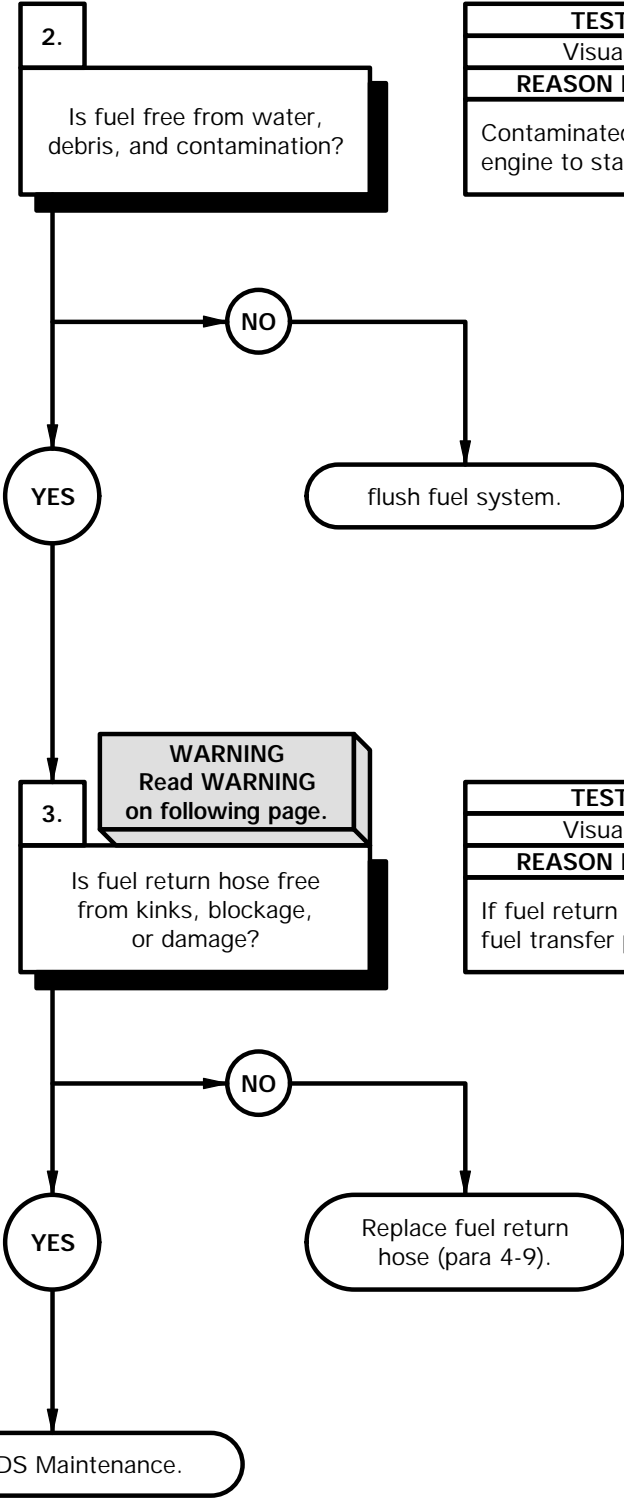 2.
Is fuel free from water,
debris, and contamination?
TEST
Visua
REASON
Contaminated
engine to sta
NO
YES
flush fuel system.
WARNING
Read WARNING
on following page.
3.
Is fuel return hose free
from kinks, blockage,
or damage?
TEST
Visua
REASON
If fuel return
fuel transfer
NO
YES
Replace fuel return
hose (para 4-9).
DS Maintenance.